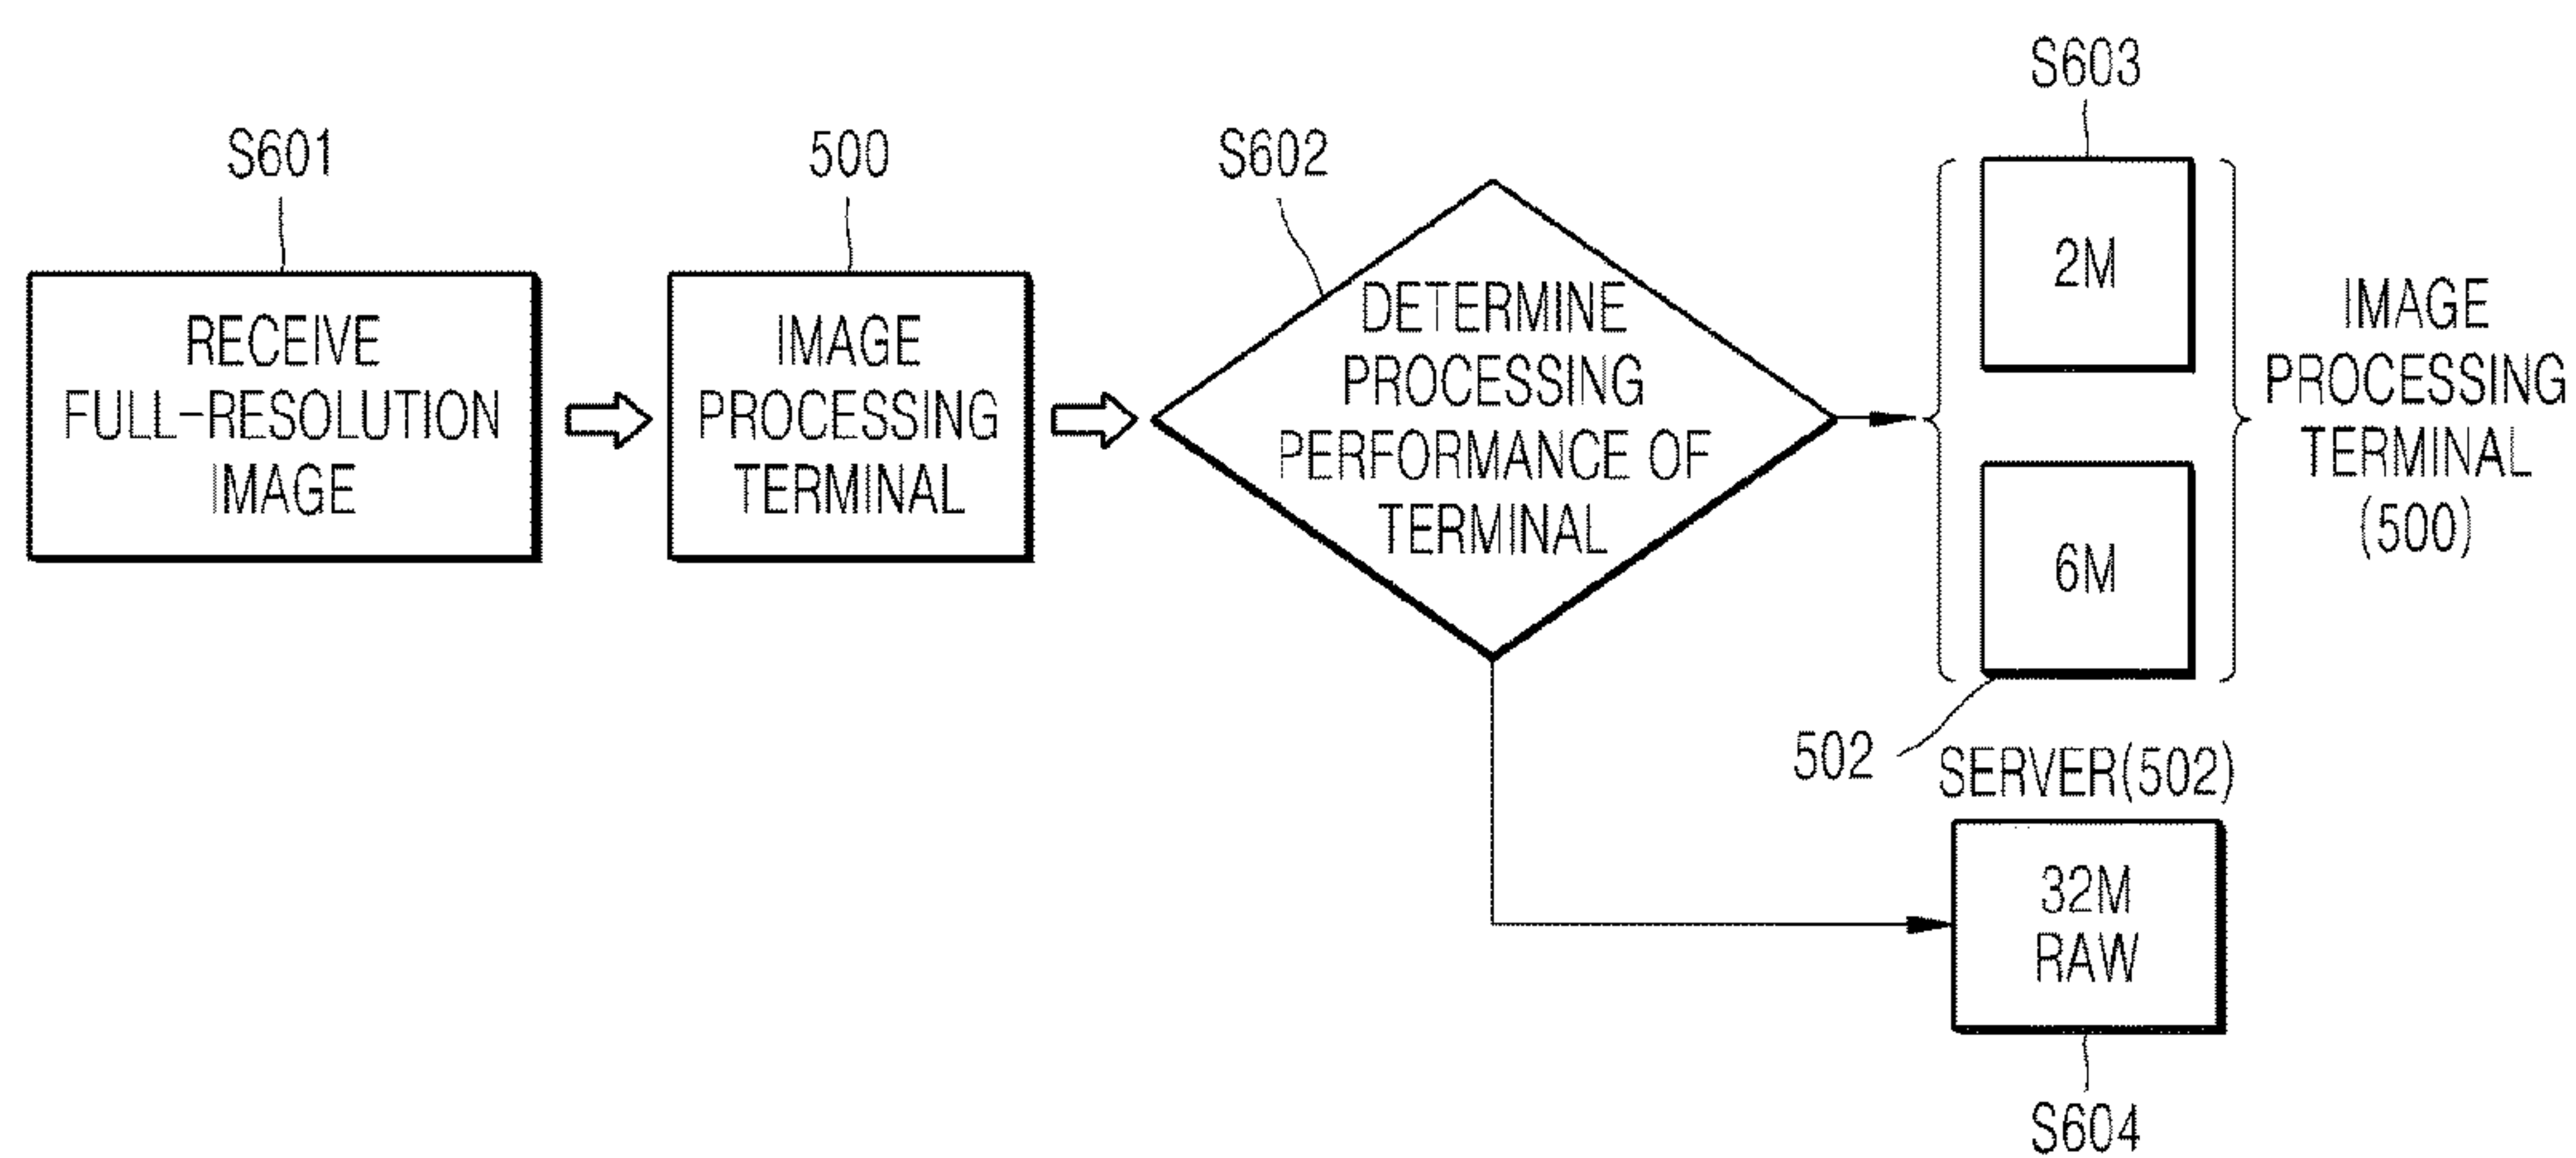 S601
RECEIVE
FULL-RESOLUTION
IMAGE
500
IMAGE
PROCESSING
TERMINAL
S602
DETERMINE
PROCESSING
PERFORMANCE OF
TERMINAL
S603
2M
6M
IMAGE
PROCESSING
TERMINAL
(500)
502
SERVER(502)
32M
RAW
S604